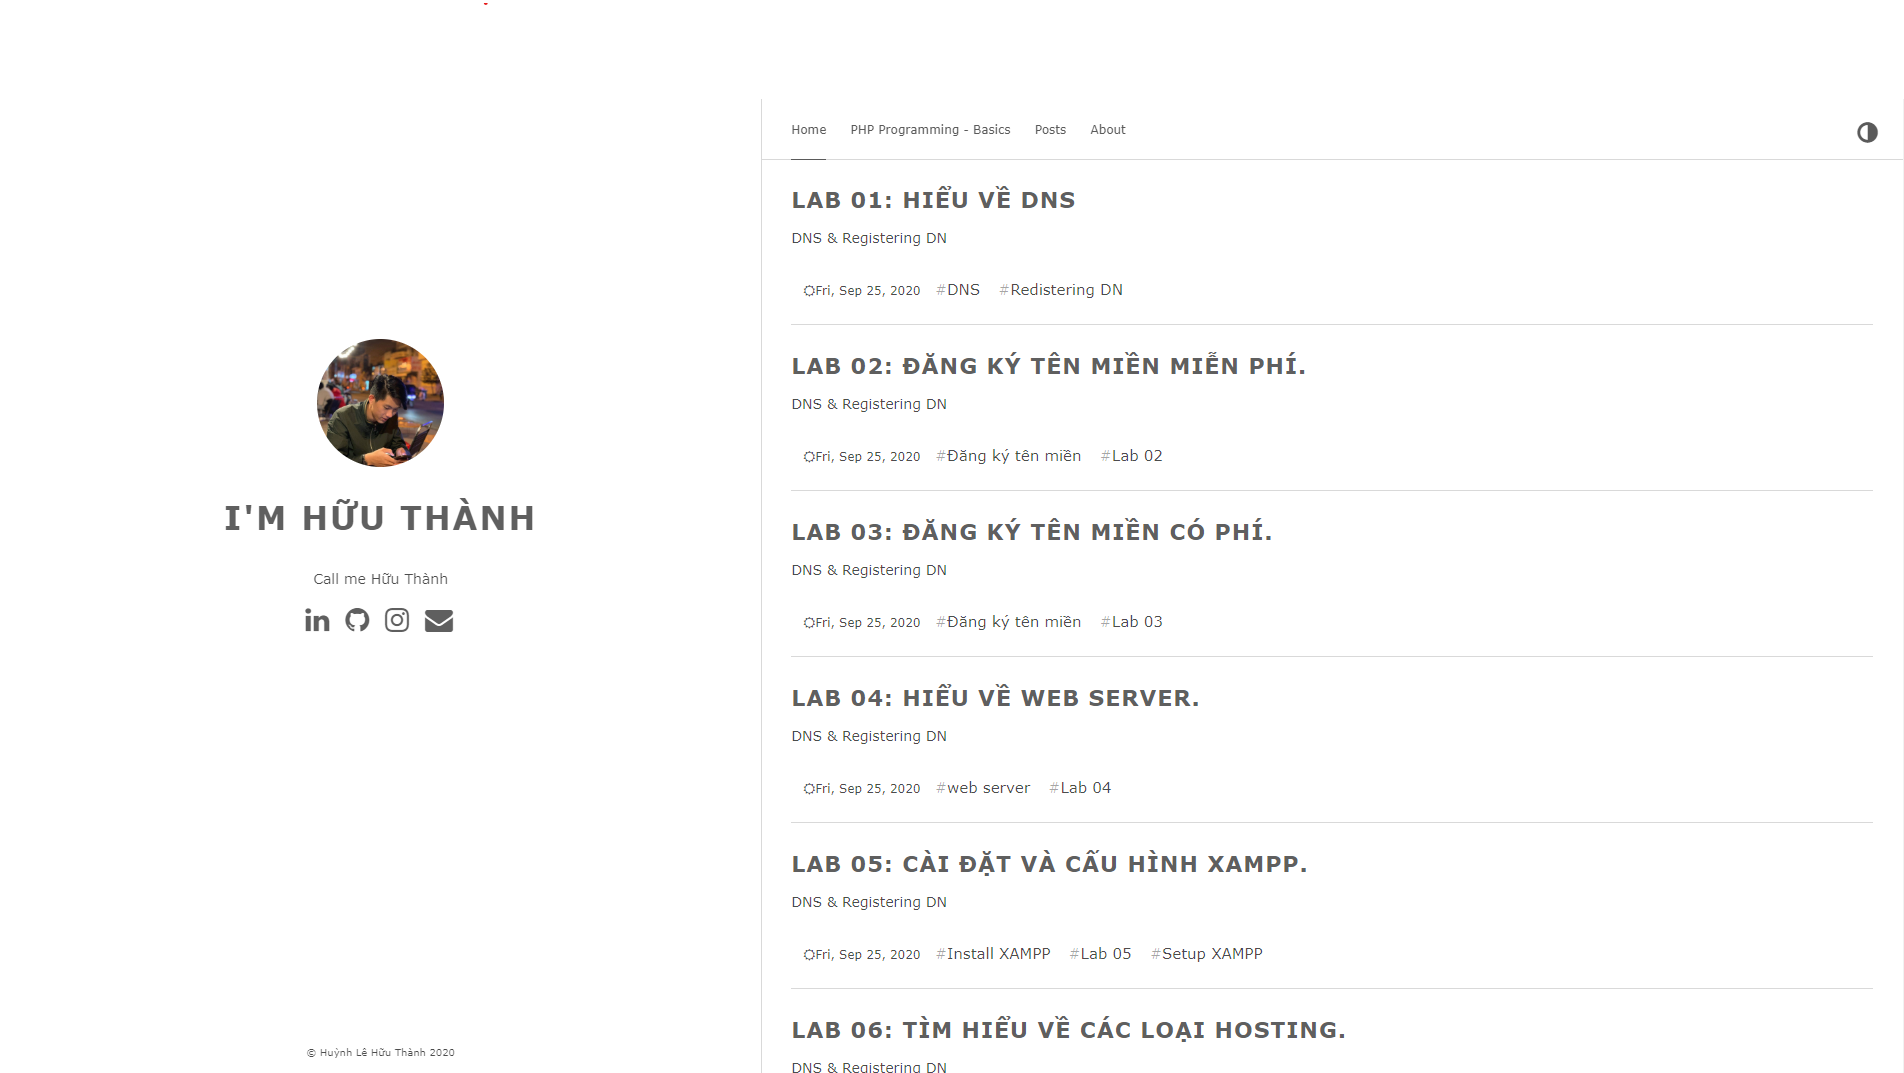 Home PHP Programming - Basics Posts About
LAB 01: HIỂU VỀ DNS
DNS & Registering DN
Fri, Sep 25, 2020 #DNS #Redistering DN
LAB 02: ĐĂNG KÝ TÊN MIỀN MIỄN PHÍ.
DNS & Registering DN
Fri, Sep 25, 2020 #Đăng ký tên miền #Lab 02
LAB 03: ĐĂNG KÝ TÊN MIỀN CÓ PHÍ.
DNS & Registering DN
Fri, Sep 25, 2020 #Đăng ký tên miền #Lab 03
LAB 04: HIỂU VỀ WEB SERVER.
DNS & Registering DN
Fri, Sep 25, 2020 #web server #Lab 04
LAB 05: CÀI ĐẶT VÀ CẤU HÌNH XAMPP.
DNS & Registering DN
Fri, Sep 25, 2020 #Install XAMPP #Lab 05 #Setup XAMPP
LAB 06: TÌM HIỂU VỀ CÁC LOẠI HOSTING.
DNS & Registering DN
I'M HỮU THÀNH
Call me Hữu Thành
in
© Huỳnh Lê Hữu Thành 2020